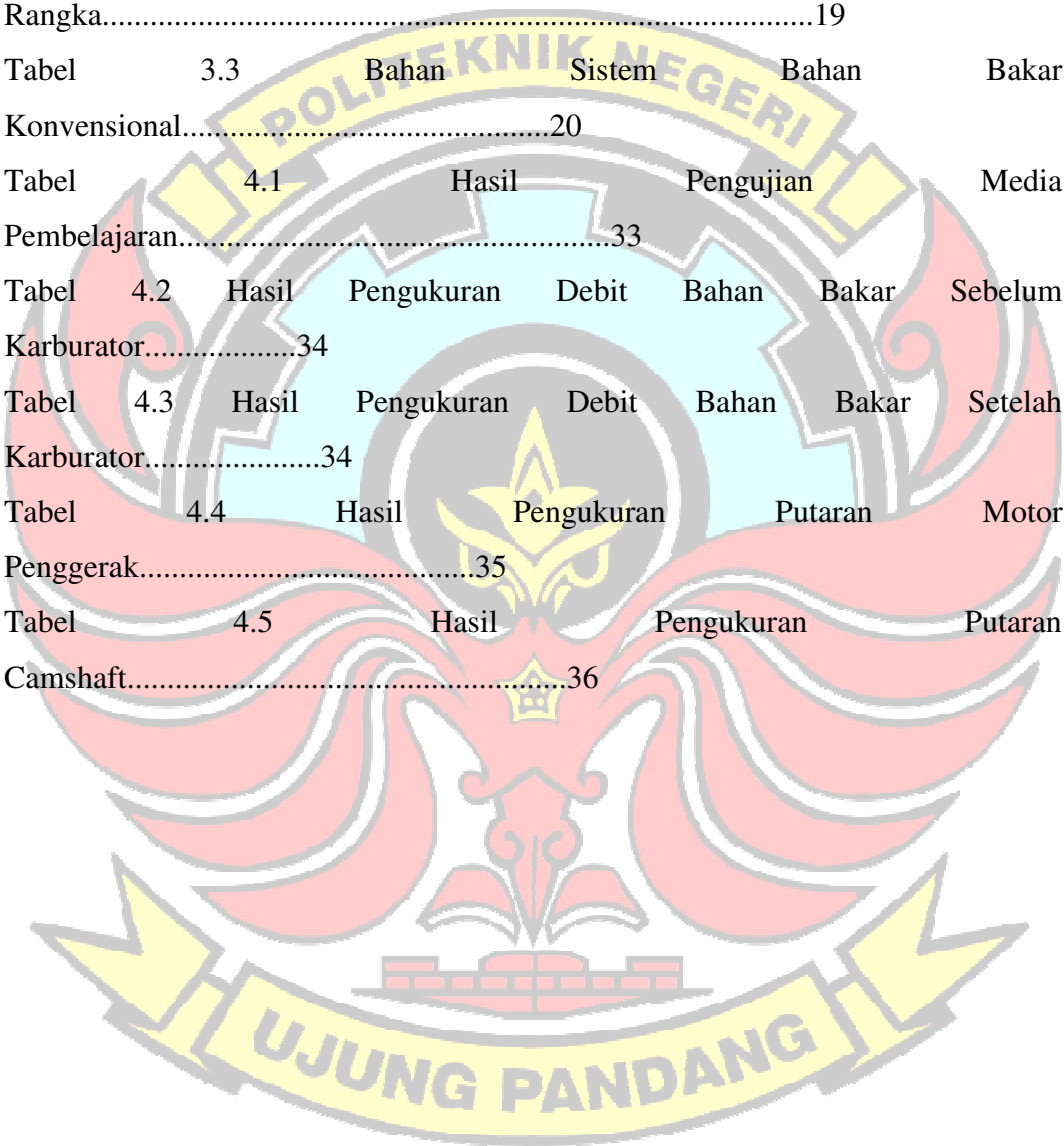 Rangka.........................................................................................19
Tabel 3.3 Bahan Sistem Bahan Bakar
Konvensional..............................................20
Tabel 4.1 Hasil Pengujian Media
Pembelajaran.....................................................33
Tabel 4.2 Hasil Pengukuran Debit Bahan Bakar Sebelum
Karburator...................34
Tabel 4.3 Hasil Pengukuran Debit Bahan Bakar Setelah
Karburator......................34
Tabel 4.4 Hasil Pengukuran Putaran Motor
Penggerak..........................................35
Tabel 4.5 Hasil Pengukuran Putaran
Camshaft......................................................36
POLITEKNIK NEGERI
UJUNG PANDANG